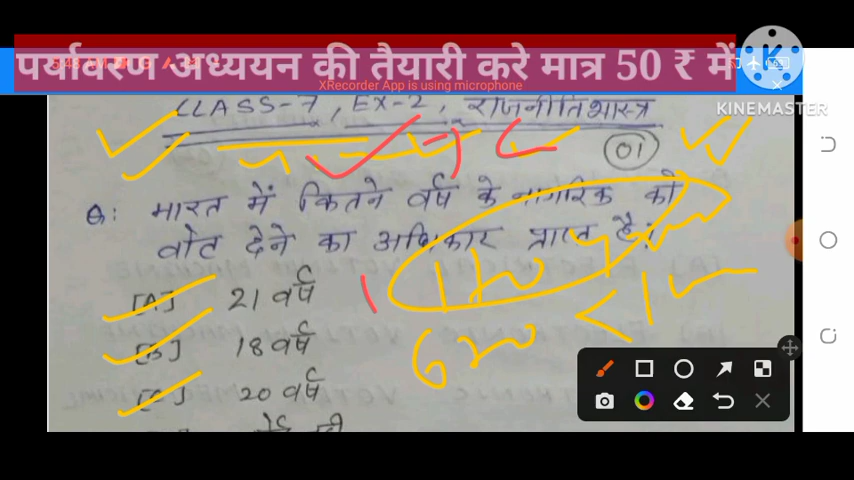 पर्यावरण अध्ययन की तैयारी करे मात्र 50 ₹ में
XRecorder App is using microphone
KINEMASTER
CLASS-7, EX-2, राजनीतिशास्त्र
01
Q: भारत में कितने वर्ष के नागरिक को
वोट देने का अधिकार प्राप्त है।
[A] 21 वर्ष
[B] 18 वर्ष
[C] 20 वर्ष